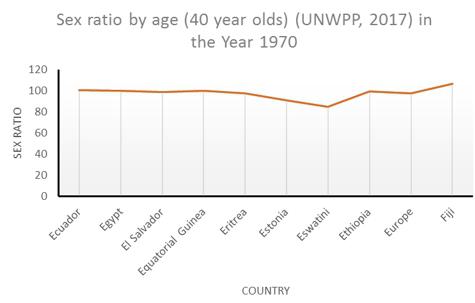 Sex ratio by age (40 year olds) (UNWPP, 2017) in
the Year 1970
120
100
80
60
40
20
0
SEX RATIO
Ecuador
Egypt
El Salvador
Equatorial Guinea
Eritrea
Estonia
Eswatini
Ethiopia
Europe
Fiji
COUNTRY